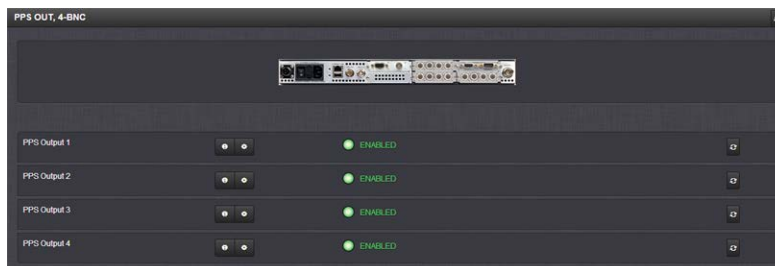 PPS OUT, 4-BNC
PPS Output 1 ENABLED
PPS Output 2 ENABLED
PPS Output 3 ENABLED
PPS Output 4 ENABLED